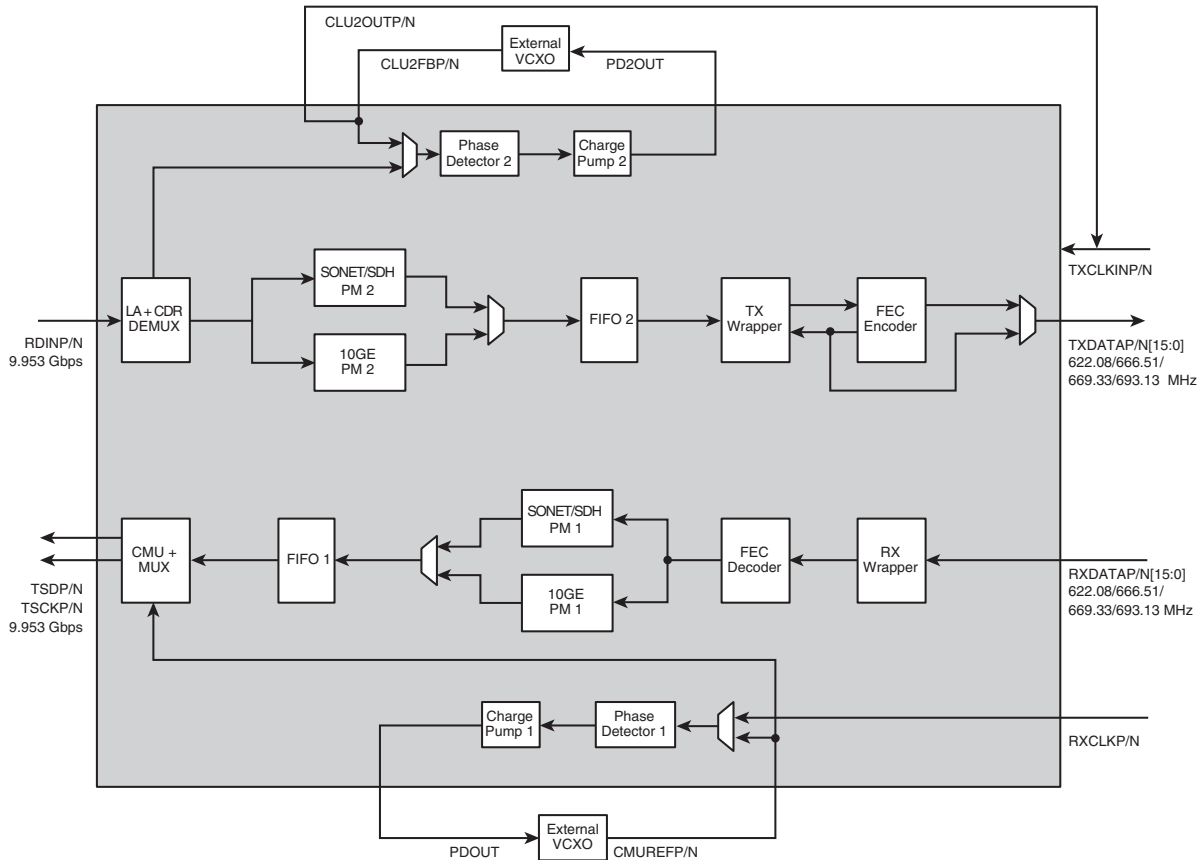 CLU2OUTP/N
External
VCXO
CLU2FBP/N
PD2OUT
Phase
Detector 2
Charge
Pump 2
TXCLKINP/N
LA + CDR
DEMUX
SONET/SDH
PM 2
10GE
PM 2
FIFO 2
TX
Wrapper
FEC
Encoder
RDINP/N
9.953 Gbps
TXDATAP/N[15:0]
622.08/666.51/
669.33/693.13 MHz
CMU +
MUX
FIFO 1
SONET/SDH
PM 1
10GE
PM 1
FEC
Decoder
RX
Wrapper
TSDP/N
TSCKP/N
9.953 Gbps
RXDATAP/N[15:0]
622.08/666.51/
669.33/693.13 MHz
Charge
Pump 1
Phase
Detector 1
RXCLKP/N
PDOUT
External
VCXO
CMUREFP/N